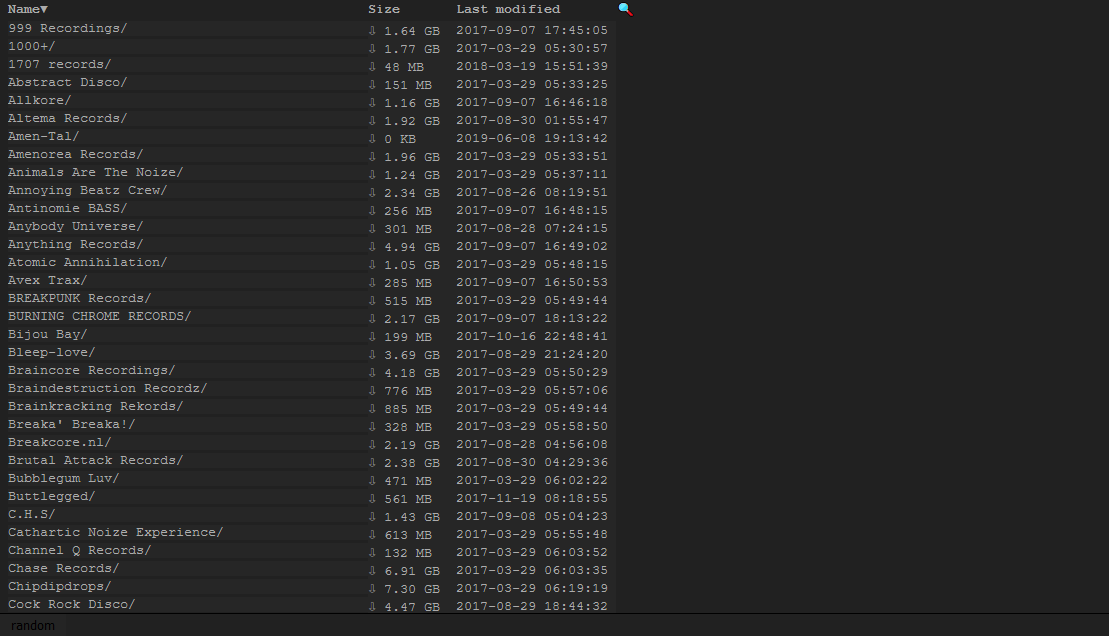 Name▼ Size Last modified
999 Recordings/ ⇩ 1.64 GB 2017-09-07 17:45:05
1000+/ ⇩ 1.77 GB 2017-03-29 05:30:57
1707 records/ ⇩ 48 MB 2018-03-19 15:51:39
Abstract Disco/ ⇩ 151 MB 2017-03-29 05:33:25
Allkore/ ⇩ 1.16 GB 2017-09-07 16:46:18
Altema Records/ ⇩ 1.92 GB 2017-08-30 01:55:47
Amen-Tal/ ⇩ 0 KB 2019-06-08 19:13:42
Amenorea Records/ ⇩ 1.96 GB 2017-03-29 05:33:51
Animals Are The Noize/ ⇩ 1.24 GB 2017-03-29 05:37:11
Annoying Beatz Crew/ ⇩ 2.34 GB 2017-08-26 08:19:51
Antinomie BASS/ ⇩ 256 MB 2017-09-07 16:48:15
Anybody Universe/ ⇩ 301 MB 2017-08-28 07:24:15
Anything Records/ ⇩ 4.94 GB 2017-09-07 16:49:02
Atomic Annihilation/ ⇩ 1.05 GB 2017-03-29 05:48:15
Avex Trax/ ⇩ 285 MB 2017-09-07 16:50:53
BREAKPUNK Records/ ⇩ 515 MB 2017-03-29 05:49:44
BURNING CHROME RECORDS/ ⇩ 2.17 GB 2017-09-07 18:13:22
Bijou Bay/ ⇩ 199 MB 2017-10-16 22:48:41
Bleep-love/ ⇩ 3.69 GB 2017-08-29 21:24:20
Braincore Recordings/ ⇩ 4.18 GB 2017-03-29 05:50:29
Braindestruction Recordz/ ⇩ 776 MB 2017-03-29 05:57:06
Brainkracking Rekords/ ⇩ 885 MB 2017-03-29 05:49:44
Breaka' Breaka!/ ⇩ 328 MB 2017-03-29 05:58:50
Breakcore.nl/ ⇩ 2.19 GB 2017-08-28 04:56:08
Brutal Attack Records/ ⇩ 2.38 GB 2017-08-30 04:29:36
Bubblegum Luv/ ⇩ 471 MB 2017-03-29 06:02:22
Buttlegged/ ⇩ 561 MB 2017-11-19 08:18:55
C.H.S/ ⇩ 1.43 GB 2017-09-08 05:04:23
Cathartic Noize Experience/ ⇩ 613 MB 2017-03-29 05:55:48
Channel Q Records/ ⇩ 132 MB 2017-03-29 06:03:52
Chase Records/ ⇩ 6.91 GB 2017-03-29 06:03:35
Chipdipdrops/ ⇩ 7.30 GB 2017-03-29 06:19:19
Cock Rock Disco/ ⇩ 4.47 GB 2017-08-29 18:44:32
random